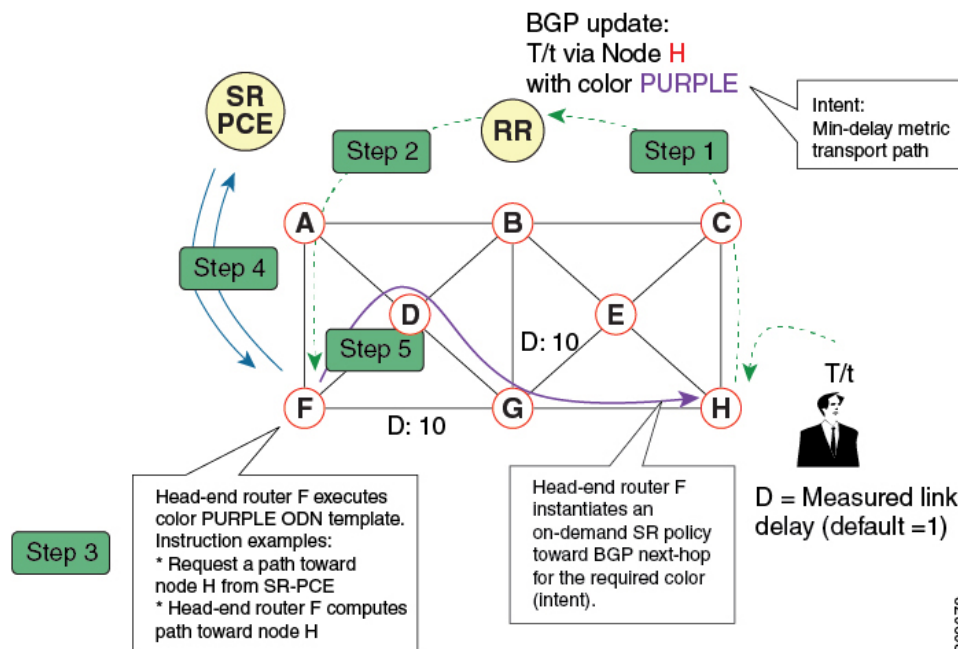 BGP update:
T/t via Node H
with color PURPLE
Intent:
Min-delay metric
transport path
SR
PCE
RR
Step 2
Step 1
A
B
C
Step 4
D
E
Step 5
D: 10
T/t
F
G
H
D: 10
Head-end router F executes
color PURPLE ODN template.
Instruction examples:
* Request a path toward
node H from SR-PCE
* Head-end router F computes
path toward node H
Step 3
Head-end router F
instantiates an
on-demand SR policy
toward BGP next-hop
for the required color
(intent).
D = Measured link
delay (default =1)